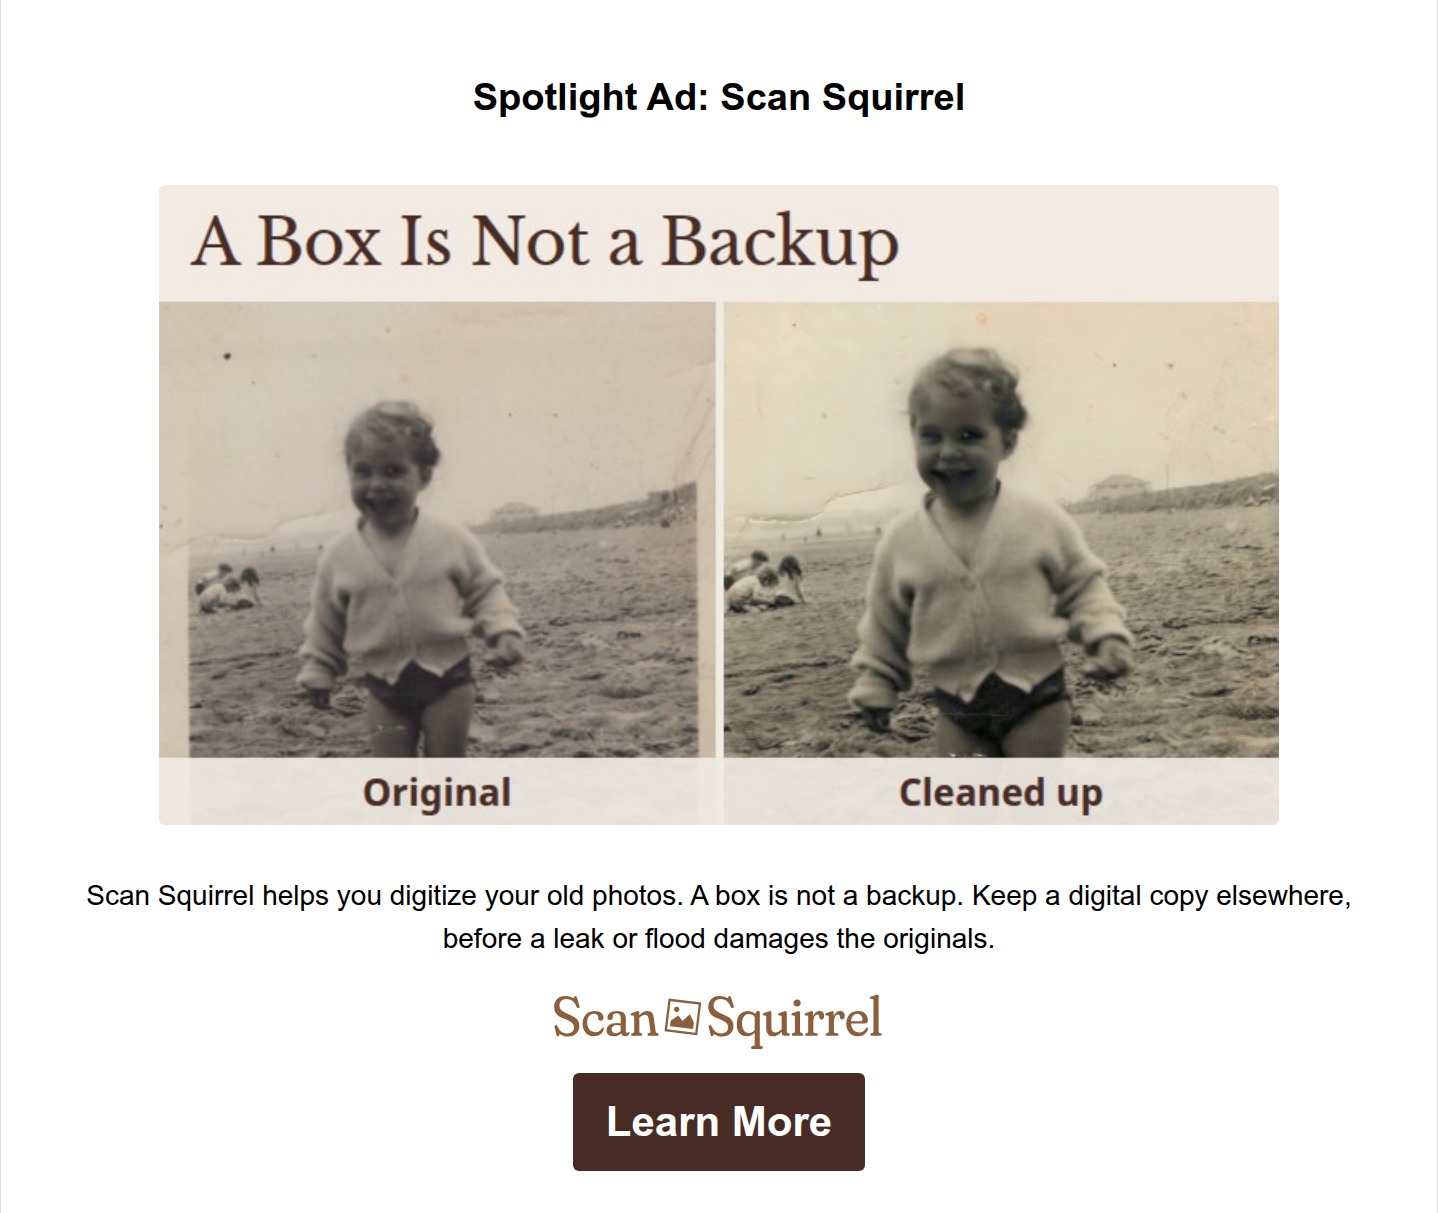 Spotlight Ad: Scan Squirrel
A Box Is Not a Backup
Original
Cleaned up
Scan Squirrel helps you digitize your old photos. A box is not a backup. Keep a digital copy elsewhere,
before a leak or flood damages the originals.
Scan Squirrel
Learn More